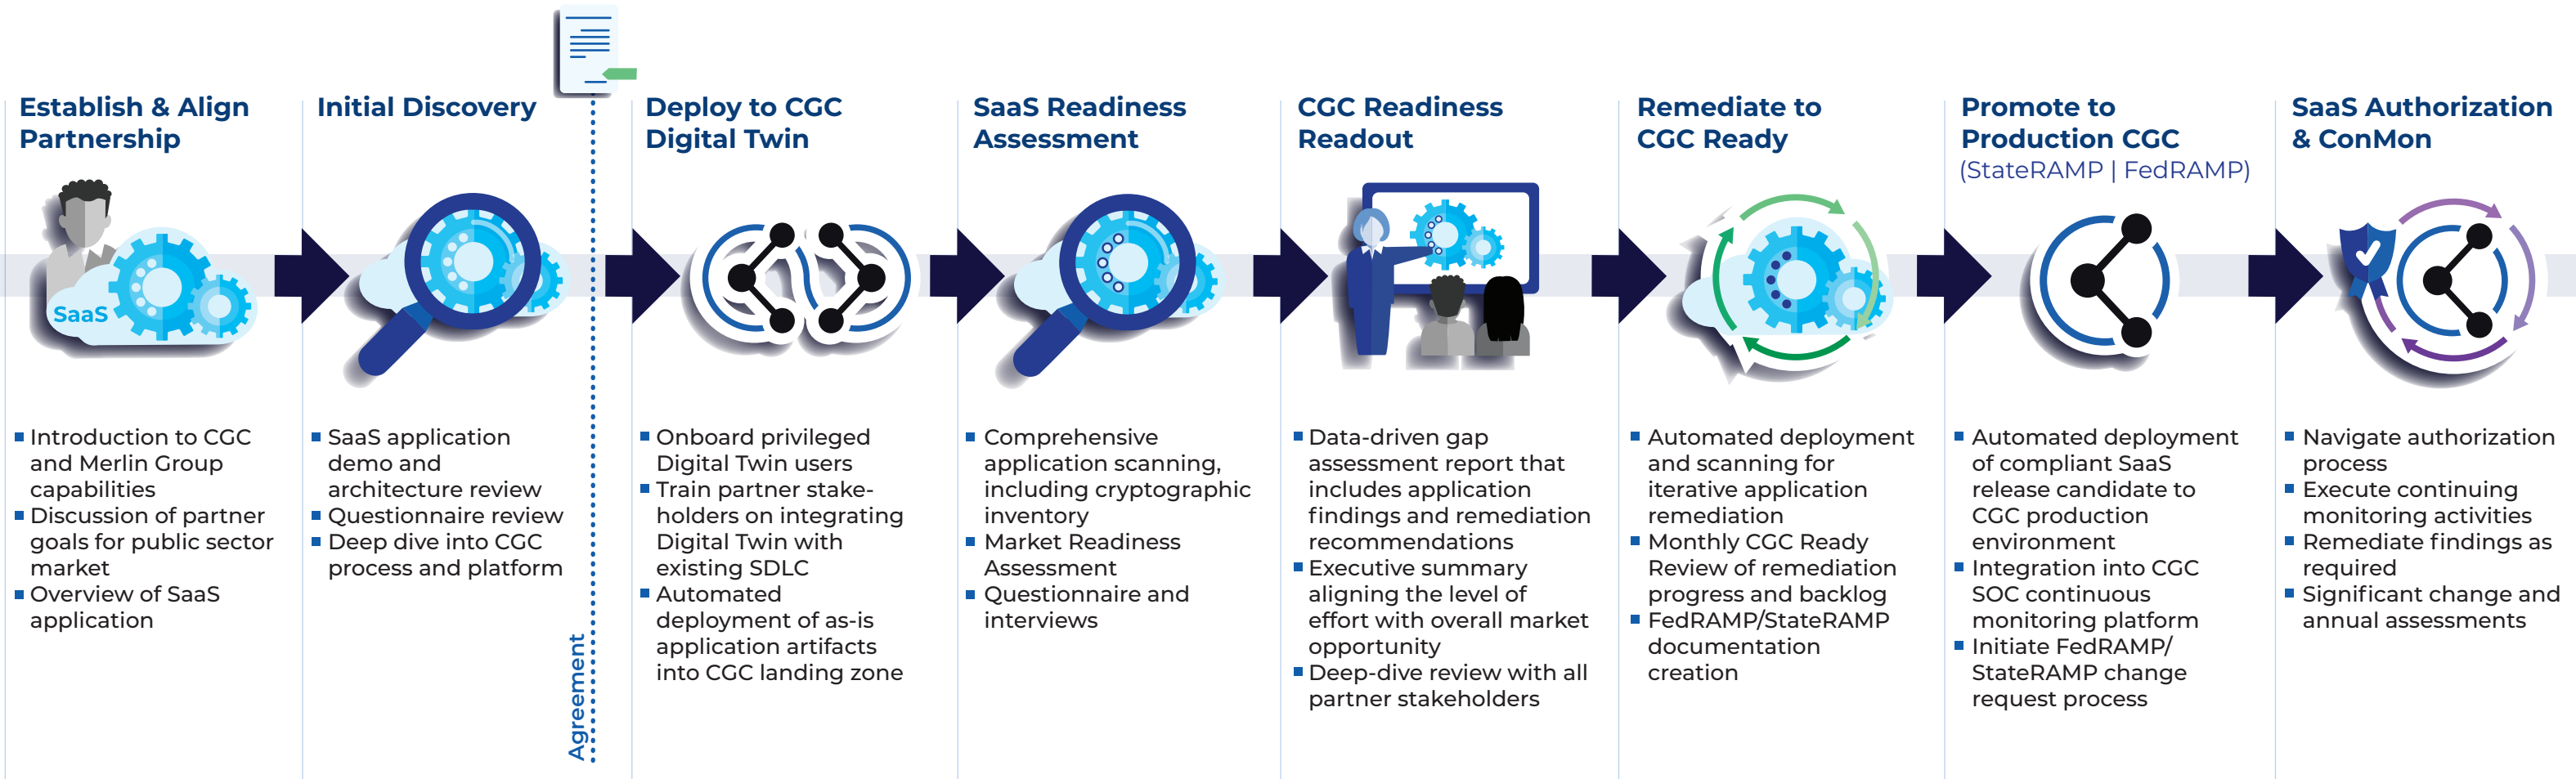 Establish & Align
Partnership
SaaS
Introduction to CGC
and Merlin Group
capabilities
Discussion of partner
goals for public sector
market
Overview of SaaS
application
Initial Discovery
SaaS application
demo and
architecture review
Questionnaire review
Deep dive into CGC
process and platform
Agreement
Deploy to CGC
Digital Twin
Onboard privileged
Digital Twin users
Train partner stake-
holders on integrating
Digital Twin with
existing SDLC
Automated
deployment of as-is
application artifacts
into CGC landing zone
SaaS Readiness
Assessment
Comprehensive
application scanning,
including cryptographic
inventory
Market Readiness
Assessment
Questionnaire and
interviews
CGC Readiness
Readout
Data-driven gap
assessment report that
includes application
findings and remediation
recommendations
Executive summary
aligning the level of
effort with overall market
opportunity
Deep-dive review with all
partner stakeholders
Remediate to
CGC Ready
Automated deployment
and scanning for
iterative application
remediation
Monthly CGC Ready
Review of remediation
progress and backlog
FedRAMP/StateRAMP
documentation
creation
Promote to
Production CGC
(StateRAMP | FedRAMP)
Automated deployment
of compliant SaaS
release candidate to
CGC production
environment
Integration into CGC
SOC continuous
monitoring platform
Initiate FedRAMP/
StateRAMP change
request process
SaaS Authorization
& ConMon
Navigate authorization
process
Execute continuing
monitoring activities
Remediate findings as
required
Significant change and
annual assessments